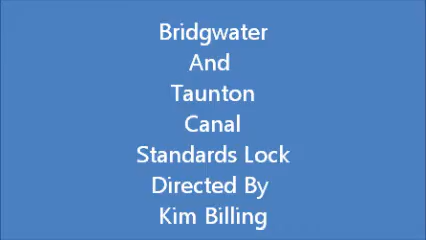 Bridgwater
And
Taunton
Canal
Standards Lock
Directed By
Kim Billing